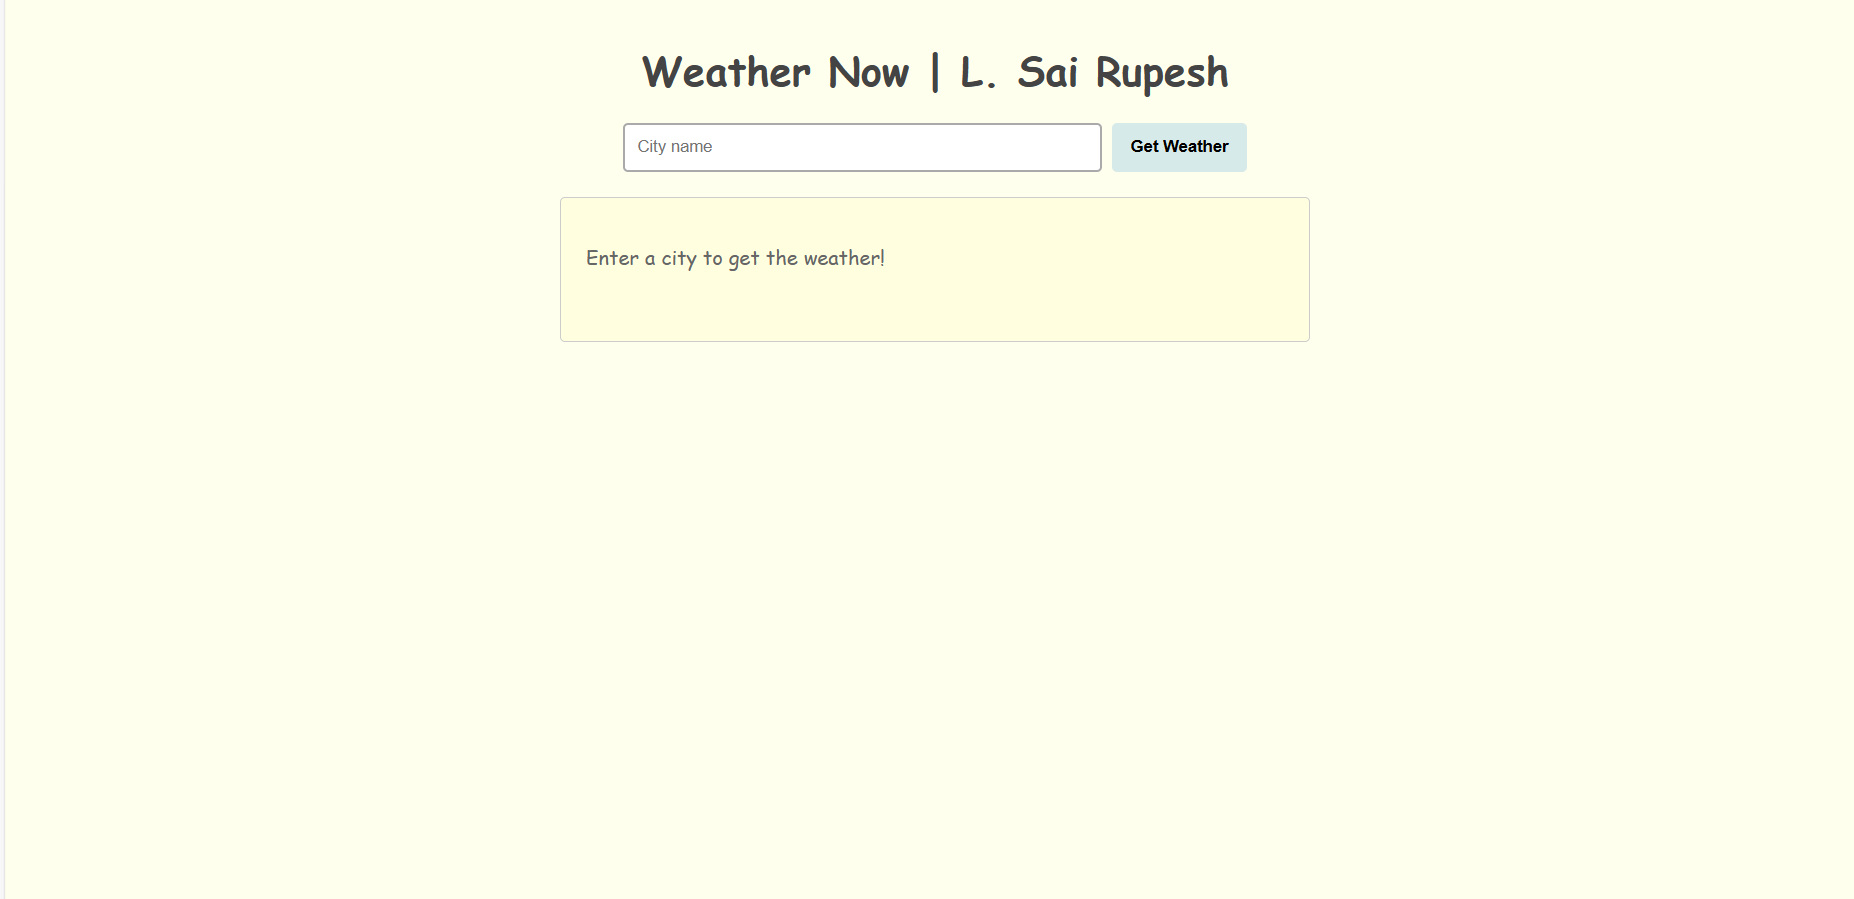 Weather Now | L. Sai Rupesh
City name
Get Weather
Enter a city to get the weather!